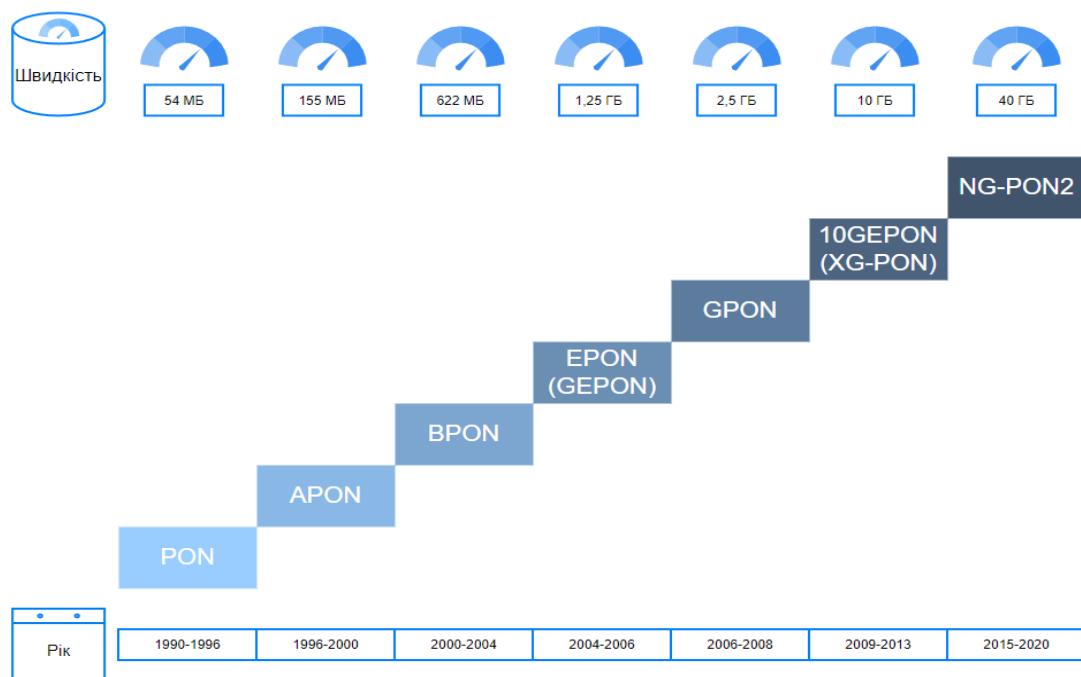 Швидкість
54 МБ
155 МБ
622 МБ
1,25 ГБ
2,5 ГБ
10 ГБ
40 ГБ
NG-PON2
10GEPON
(XG-PON)
GPON
EPON
(GEPON)
BPON
APON
PON
Рік
1990-1996
1996-2000
2000-2004
2004-2006
2006-2008
2009-2013
2015-2020